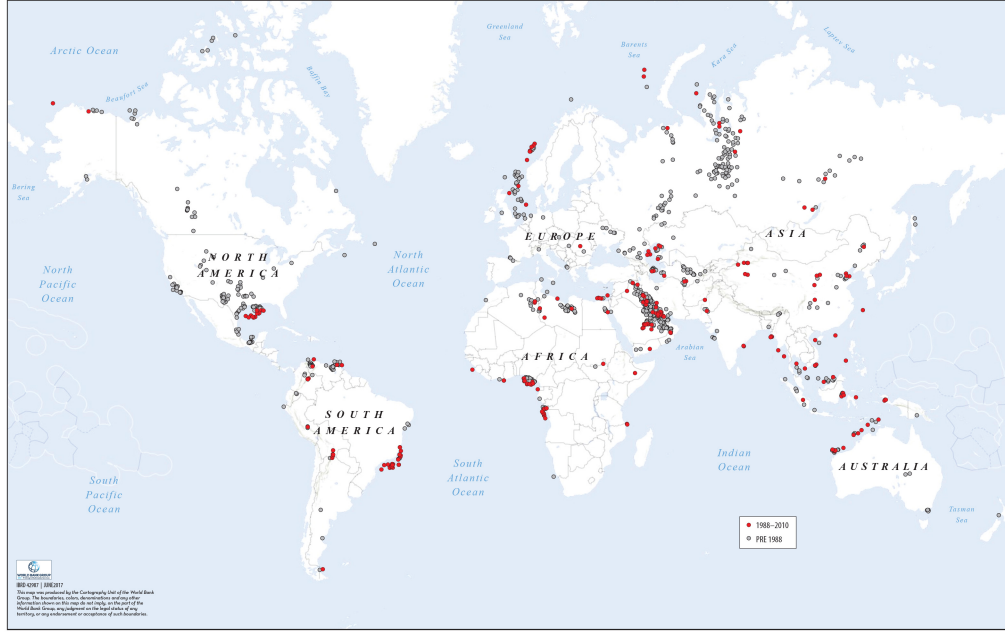 Greenland
Sea
Barents
Sea
Kara Sea
Laptev Sea
Arctic Ocean
Beaufort Sea
Baffin Bay
Bering
Sea
EUROPE
ASIA
NORTH
AMERICA
North
Pacific
Ocean
North
Atlantic
Ocean
Arabian
Sea
AFRICA
SOUTH
AMERICA
South
Pacific
Ocean
South
Atlantic
Ocean
Indian
Ocean
AUSTRALIA
Tasman
Sea
1988–2010
PRE 1988
WORLD BANK GROUP
IBRD 42987 | JUNE 2017
This map was produced by the Cartography Unit of the World Bank
Group. The boundaries, colors, denominations and any other
information shown on this map do not imply, on the part of the
World Bank Group, any judgment on the legal status of any
territory, or any endorsement or acceptance of such boundaries.